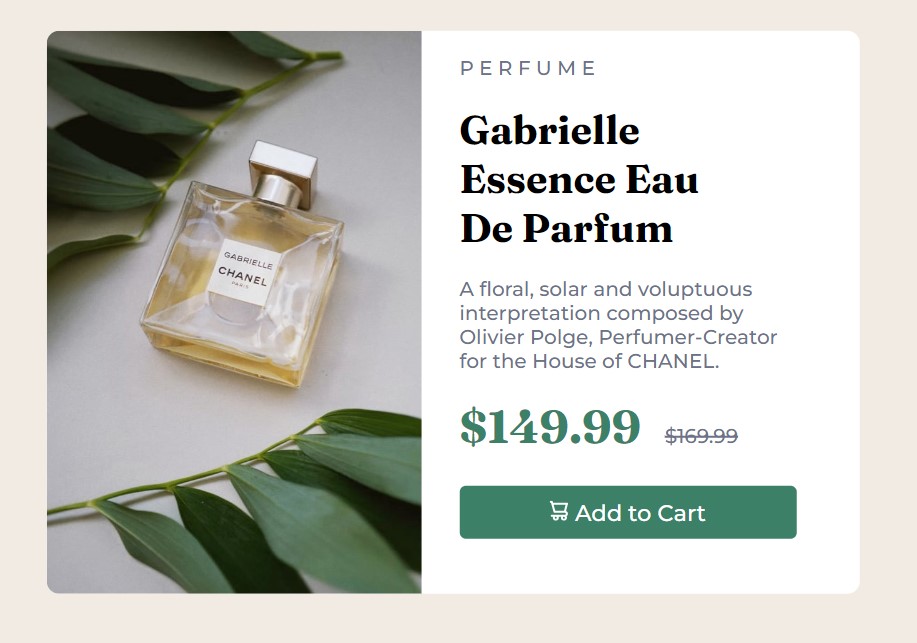 PERFUME
Gabrielle
Essence Eau
De Parfum
GABRIELLE
CHANEL
PARIS
A floral, solar and voluptuous
interpretation composed by
Olivier Polge, Perfumer-Creator
for the House of CHANEL.
$149.99 $169.99
Add to Cart